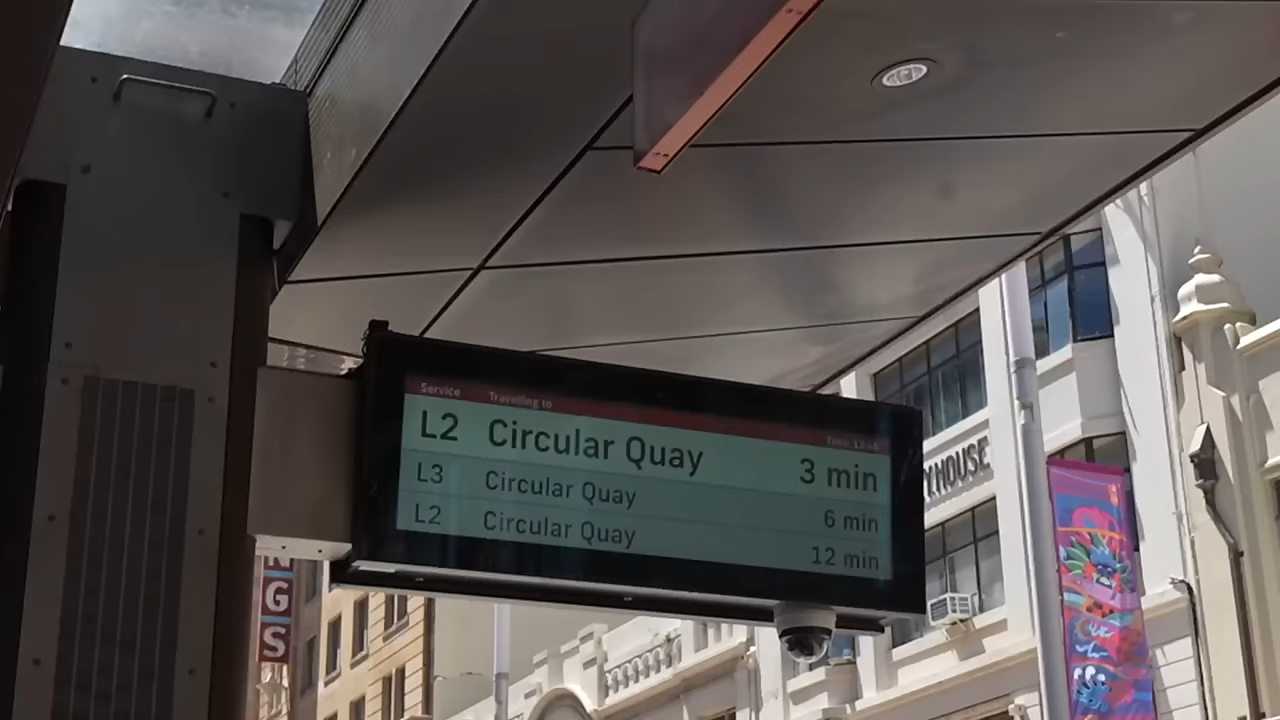 Service Travelling to
L2 Circular Quay 3 min
L3 Circular Quay 6 min
L2 Circular Quay 12 min
Y HOUSE
N
G
S